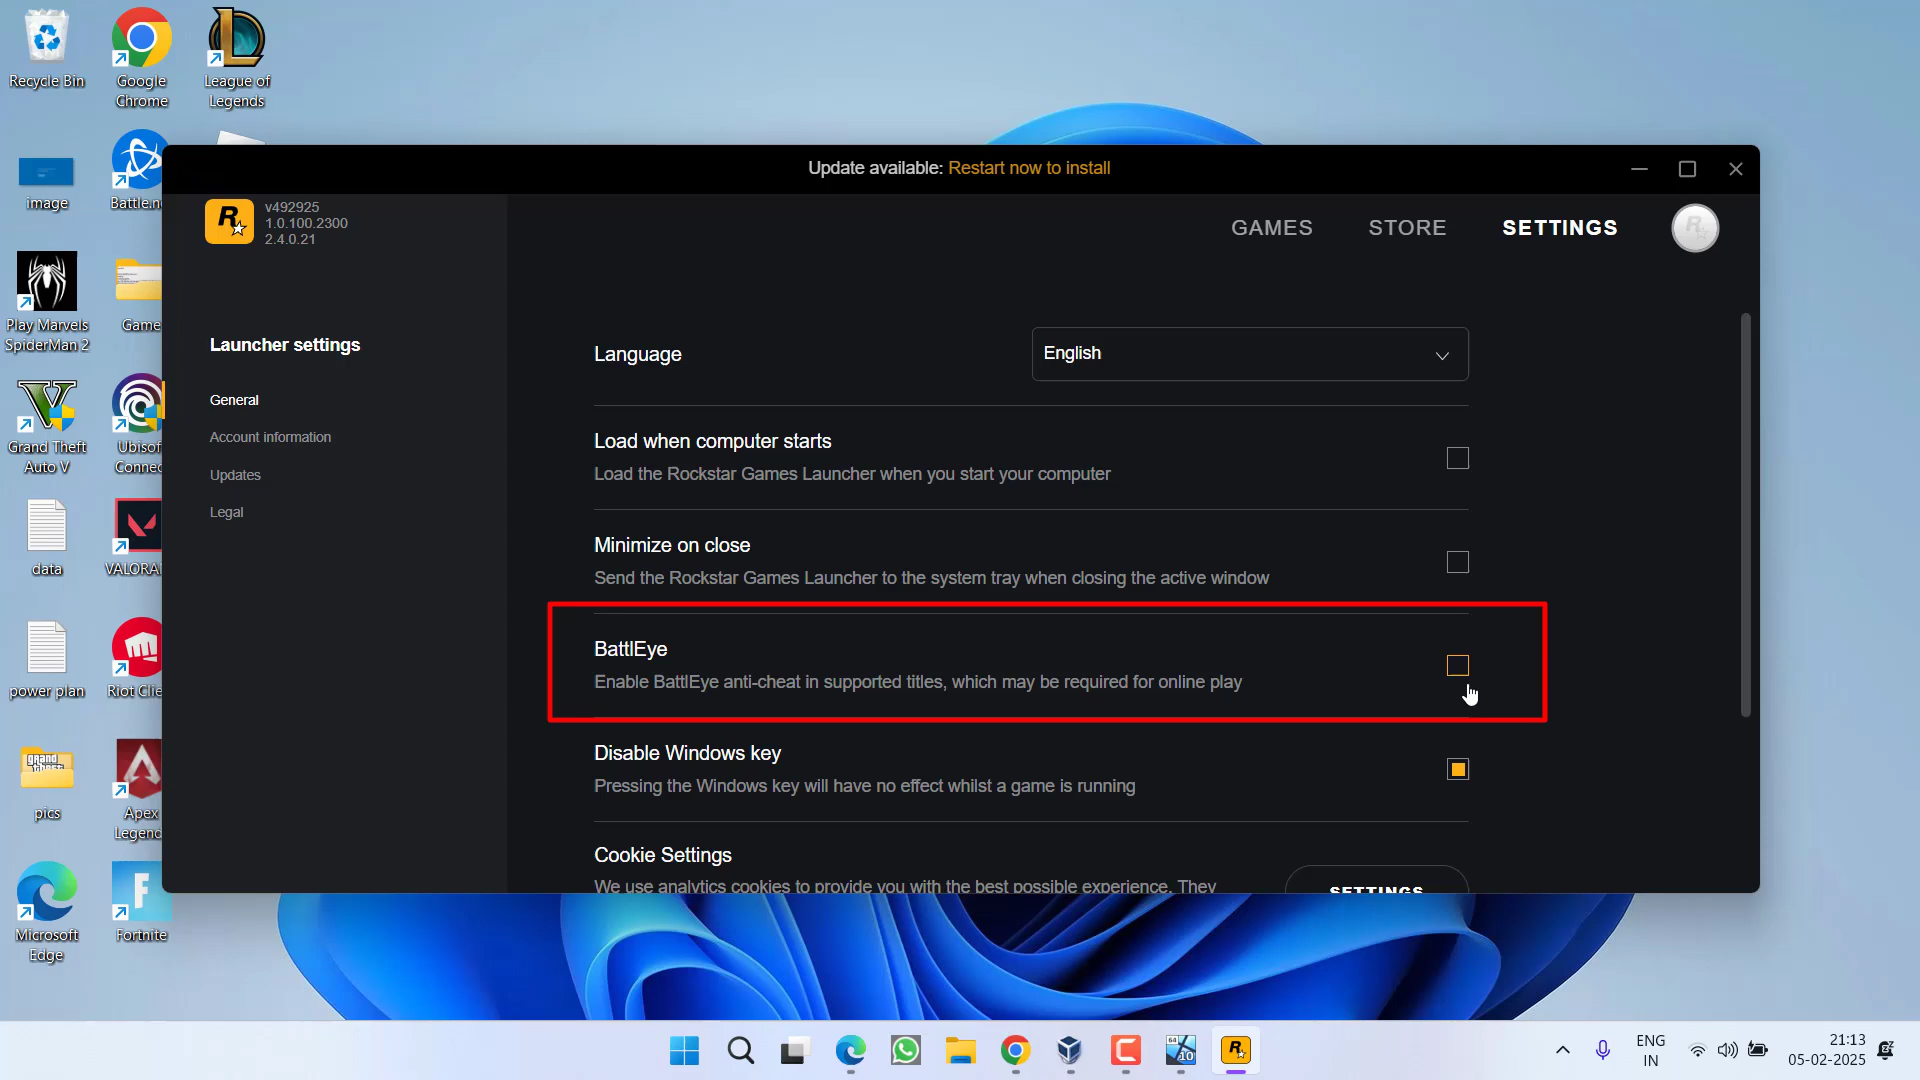 Recycle Bin
Google
Chrome
League of
Legends
image
Battle.n
Play Marvels
SpiderMan 2
Game
Grand Theft
Auto V
Ubisof
Connec
data
VALORA
power plan
Riot Clie
pics
Apex
Legend
Microsoft
Edge
Fortnite
Update available: Restart now to install
v492925
1.0.100.2300
2.4.0.21
GAMES
STORE
SETTINGS
Launcher settings
General
Account information
Updates
Legal
Language
English
Load when computer starts
Load the Rockstar Games Launcher when you start your computer
Minimize on close
Send the Rockstar Games Launcher to the system tray when closing the active window
BattlEye
Enable BattlEye anti-cheat in supported titles, which may be required for online play
Disable Windows key
Pressing the Windows key will have no effect whilst a game is running
Cookie Settings
We use analytics cookies to provide you with the best possible experience. They
SETTINGS
ENG
IN
21:13
05-02-2025